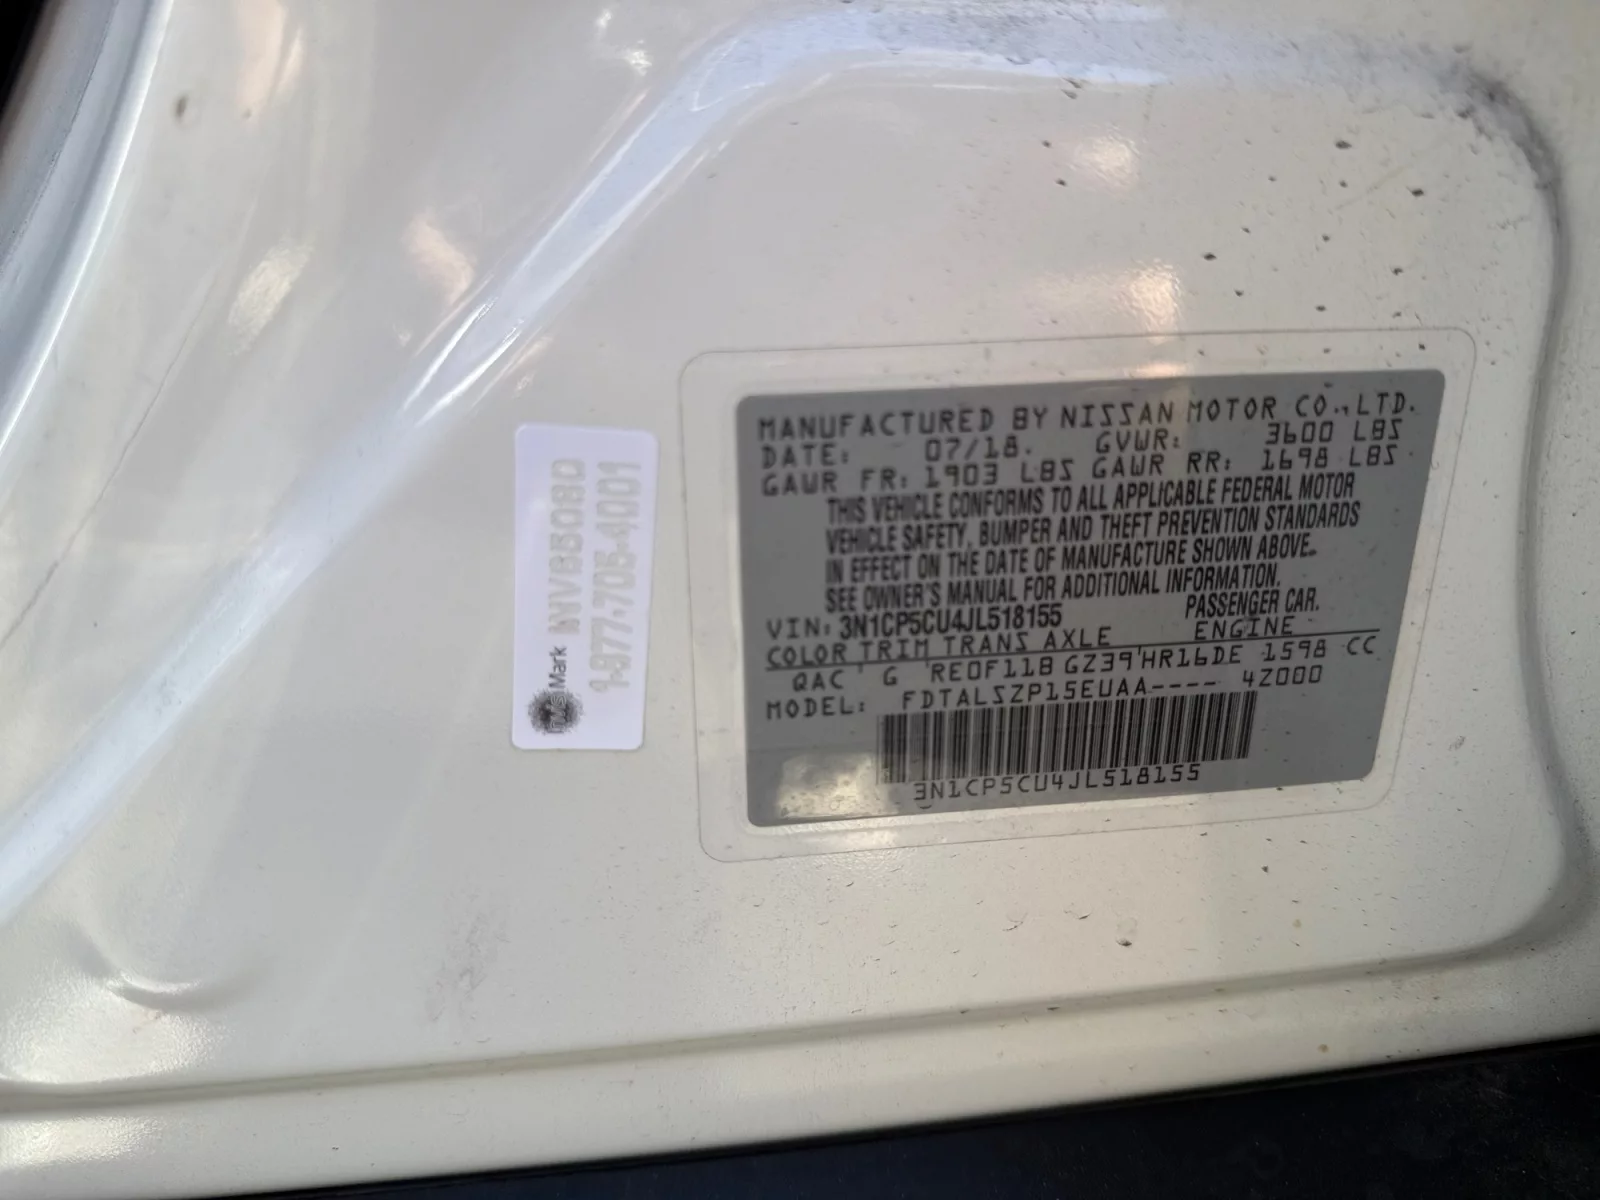 MANUFACTURED BY NISSAN MOTOR CO., LTD.
DATE: 07/18. GVWR: 3600 LBS
GAWR FR: 1903 LBS GAWR RR: 1698 LBS
THIS VEHICLE CONFORMS TO ALL APPLICABLE FEDERAL MOTOR
VEHICLE SAFETY, BUMPER AND THEFT PREVENTION STANDARDS
IN EFFECT ON THE DATE OF MANUFACTURE SHOWN ABOVE.
SEE OWNER'S MANUAL FOR ADDITIONAL INFORMATION.
VIN: 3N1CP5CU4JL518155 PASSENGER CAR.
COLOR TRIM TRANS AXLE ENGINE
QAC G RE0F11B GZ39 HR16DE 1598 CC
MODEL: FDTALSZP15EUAA---- 4Z000
3N1CP5CU4JL518155
Mark
1-877-705-4001